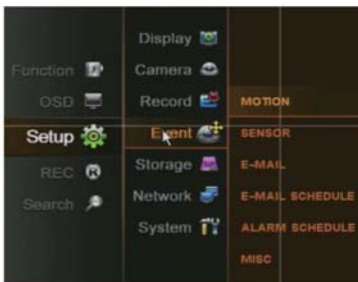 Function
OSD
Setup
REC
Search
Display
Camera
Record
Event
Storage
Network
System
MOTION
SENSOR
E-MAIL
E-MAIL SCHEDULE
ALARM SCHEDULE
MISC